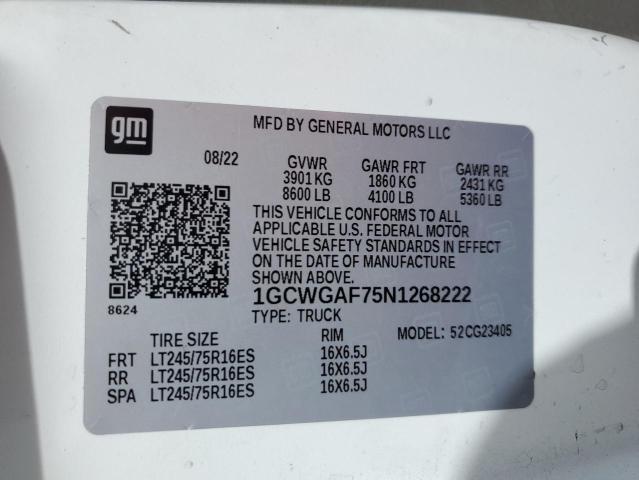 gm
MFD BY GENERAL MOTORS LLC
08/22 GVWR GAWR FRT GAWR RR
3901 KG 1860 KG 2431 KG
8600 LB 4100 LB 5360 LB
THIS VEHICLE CONFORMS TO ALL
APPLICABLE U.S. FEDERAL MOTOR
VEHICLE SAFETY STANDARDS IN EFFECT
ON THE DATE OF MANUFACTURE
SHOWN ABOVE.
1GCWGAF75N1268222
8624
TYPE: TRUCK
TIRE SIZE RIM MODEL: 52CG23405
FRT LT245/75R16ES 16X6.5J
RR LT245/75R16ES 16X6.5J
SPA LT245/75R16ES 16X6.5J